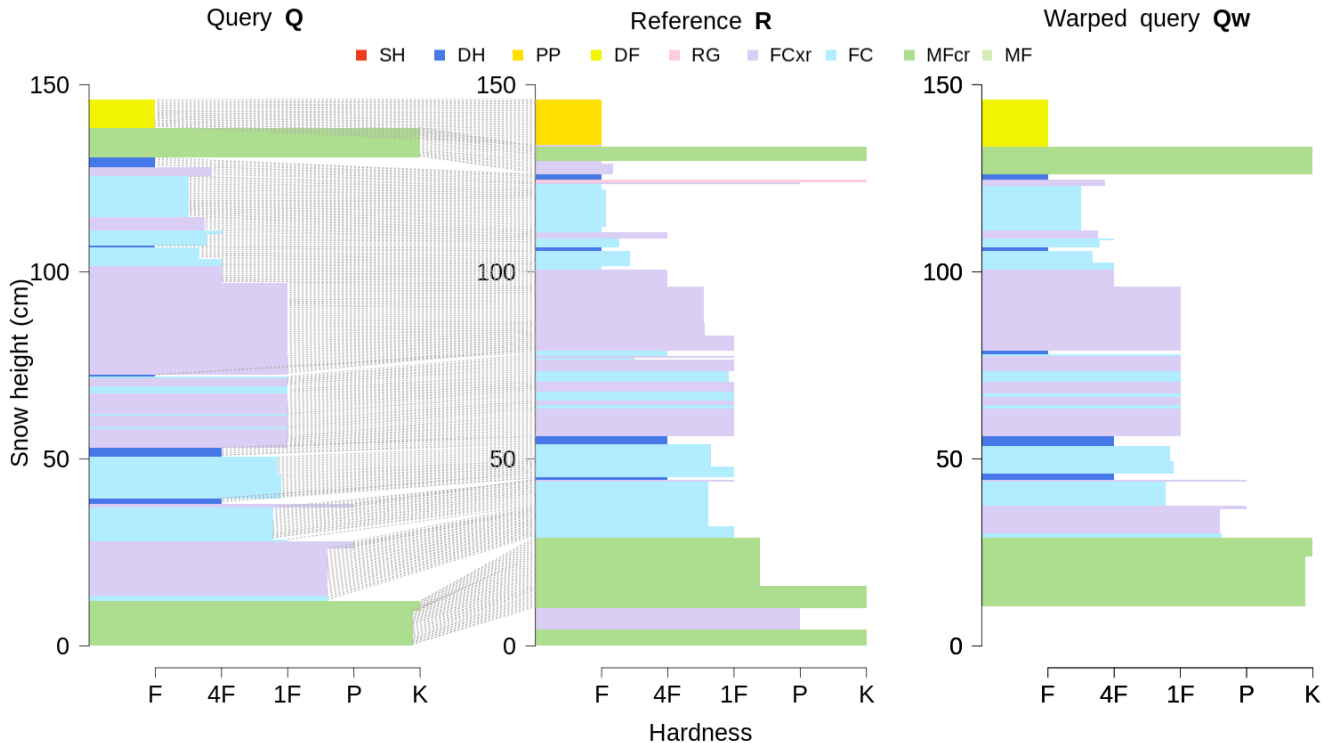 Query Q
Reference R
Warped query Qw
SH DH PP DF RG FCxr FC MFcr MF
150 150 150
100 100 100
50 50 50
0 0 0
Snow height (cm)
F 4F 1F P K F 4F 1F P K F 4F 1F P K
Hardness